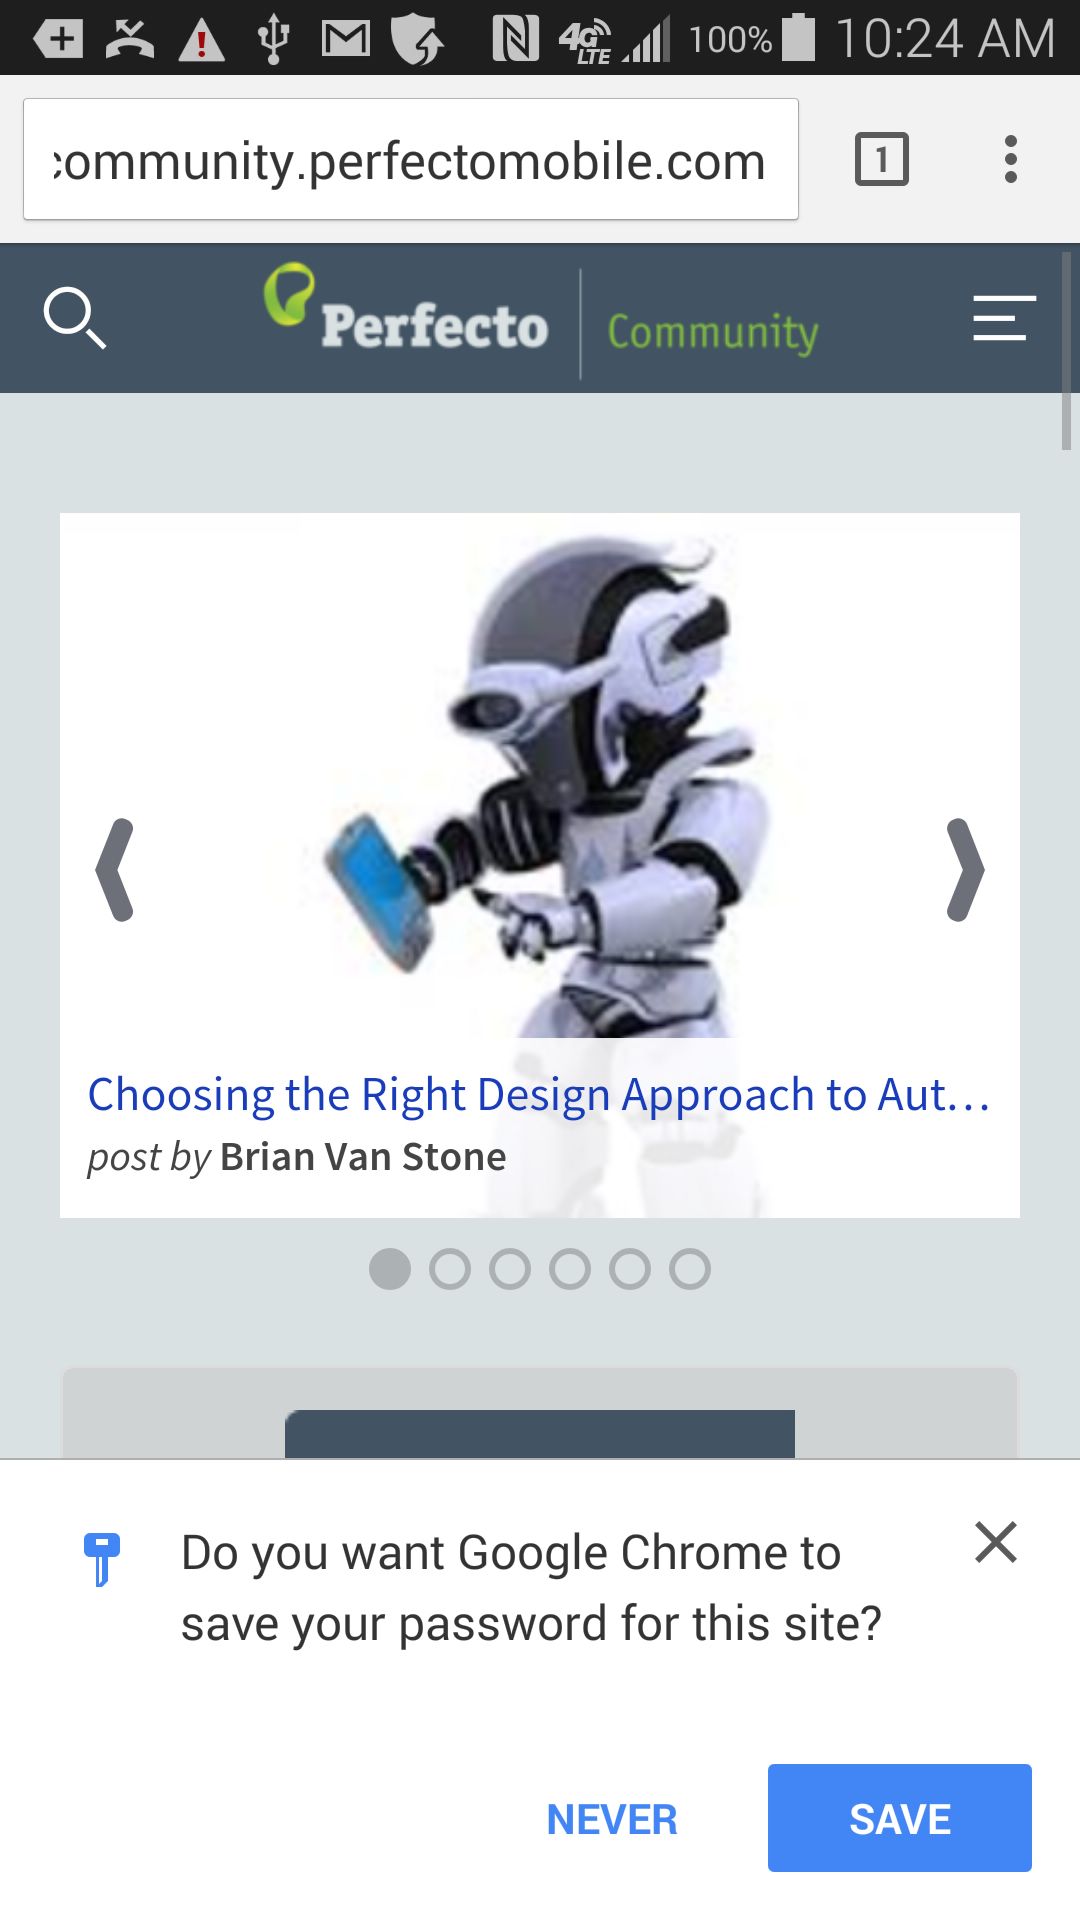 4G LTE 100% 10:24 AM
community.perfectomobile.com 1
Perfecto Community
Choosing the Right Design Approach to Aut...
post by Brian Van Stone
Do you want Google Chrome to
save your password for this site?
NEVER SAVE